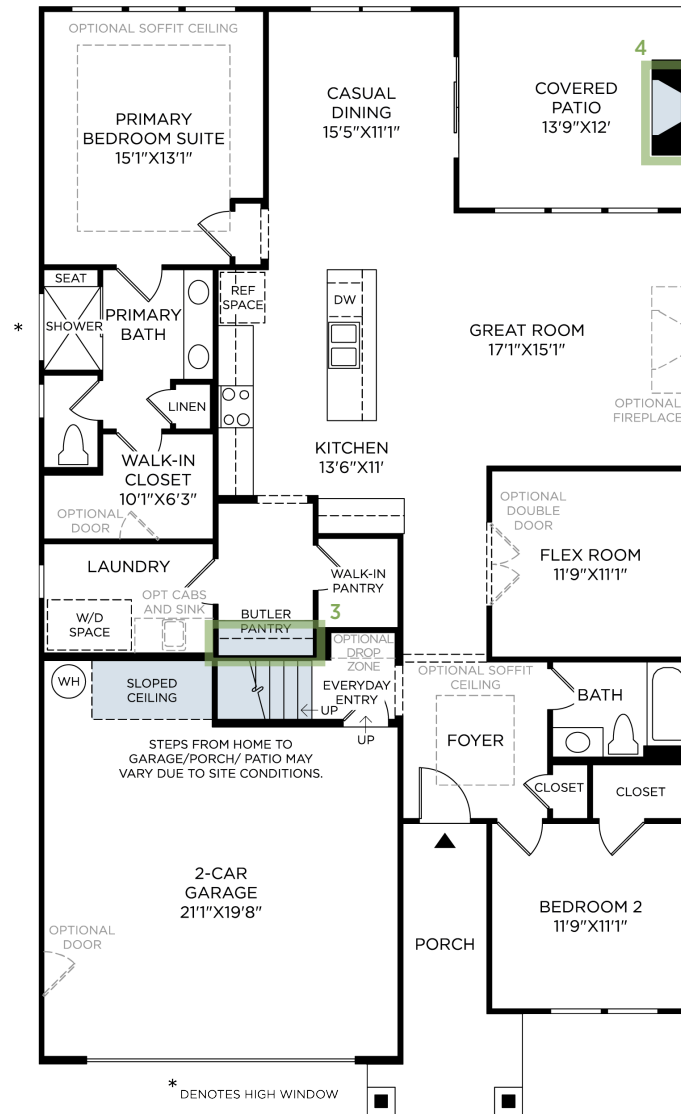 OPTIONAL SOFFIT CEILING
PRIMARY
BEDROOM SUITE
15'1"X13'1"
CASUAL
DINING
15'5"X11'1"
4
COVERED
PATIO
13'9"X12'
SEAT
SHOWER
*
PRIMARY
BATH
REF
SPACE
DW
GREAT ROOM
17'1"X15'1"
OPTIONAL
FIREPLACE
LINEN
KITCHEN
13'6"X11'
WALK-IN
CLOSET
10'1"X6'3"
OPTIONAL
DOOR
OPTIONAL
DOUBLE
DOOR
FLEX ROOM
11'9"X11'1"
LAUNDRY
OPT CABS
AND SINK
W/D
SPACE
WALK-IN
PANTRY
BUTLER
PANTRY
3
OPTIONAL
DROP
ZONE
EVERYDAY
ENTRY
UP
UP
WH
SLOPED
CEILING
OPTIONAL SOFFIT
CEILING
FOYER
BATH
CLOSET
CLOSET
STEPS FROM HOME TO
GARAGE/PORCH/ PATIO MAY
VARY DUE TO SITE CONDITIONS.
2-CAR
GARAGE
21'1"X19'8"
OPTIONAL
DOOR
PORCH
BEDROOM 2
11'9"X11'1"
* DENOTES HIGH WINDOW